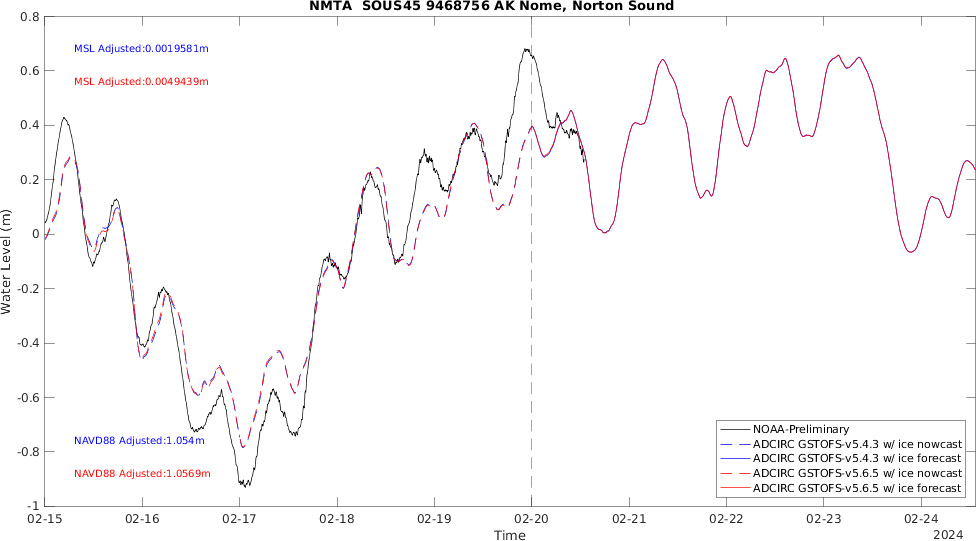 NMTA SOUS45 9468756 AK Nome, Norton Sound
MSL Adjusted:0.0019581m
MSL Adjusted:0.0049439m
NAVD88 Adjusted:1.054m
NAVD88 Adjusted:1.0569m
Water Level (m)
0.8
0.6
0.4
0.2
0
-0.2
-0.4
-0.6
-0.8
-1
NOAA-Preliminary
ADCIRC GSTOFS-v5.4.3 w/ ice nowcast
ADCIRC GSTOFS-v5.4.3 w/ ice forecast
ADCIRC GSTOFS-v5.6.5 w/ ice nowcast
ADCIRC GSTOFS-v5.6.5 w/ ice forecast
02-15 02-16 02-17 02-18 02-19 02-20 02-21 02-22 02-23 02-24
Time
2024